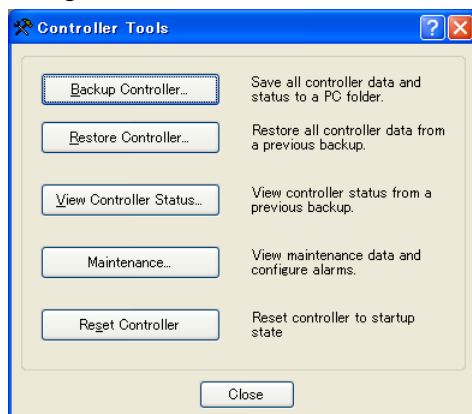 Controller Tools
Backup Controller...
Save all controller data and
status to a PC folder.
Restore Controller...
Restore all controller data from
a previous backup.
View Controller Status...
View controller status from a
previous backup.
Maintenance...
View maintenance data and
configure alarms.
Reset Controller
Reset controller to startup
state
Close